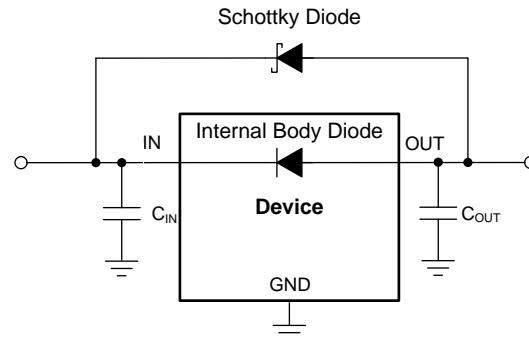 Schottky Diode
Internal Body Diode
IN
OUT
Device
C_IN
C_OUT
GND